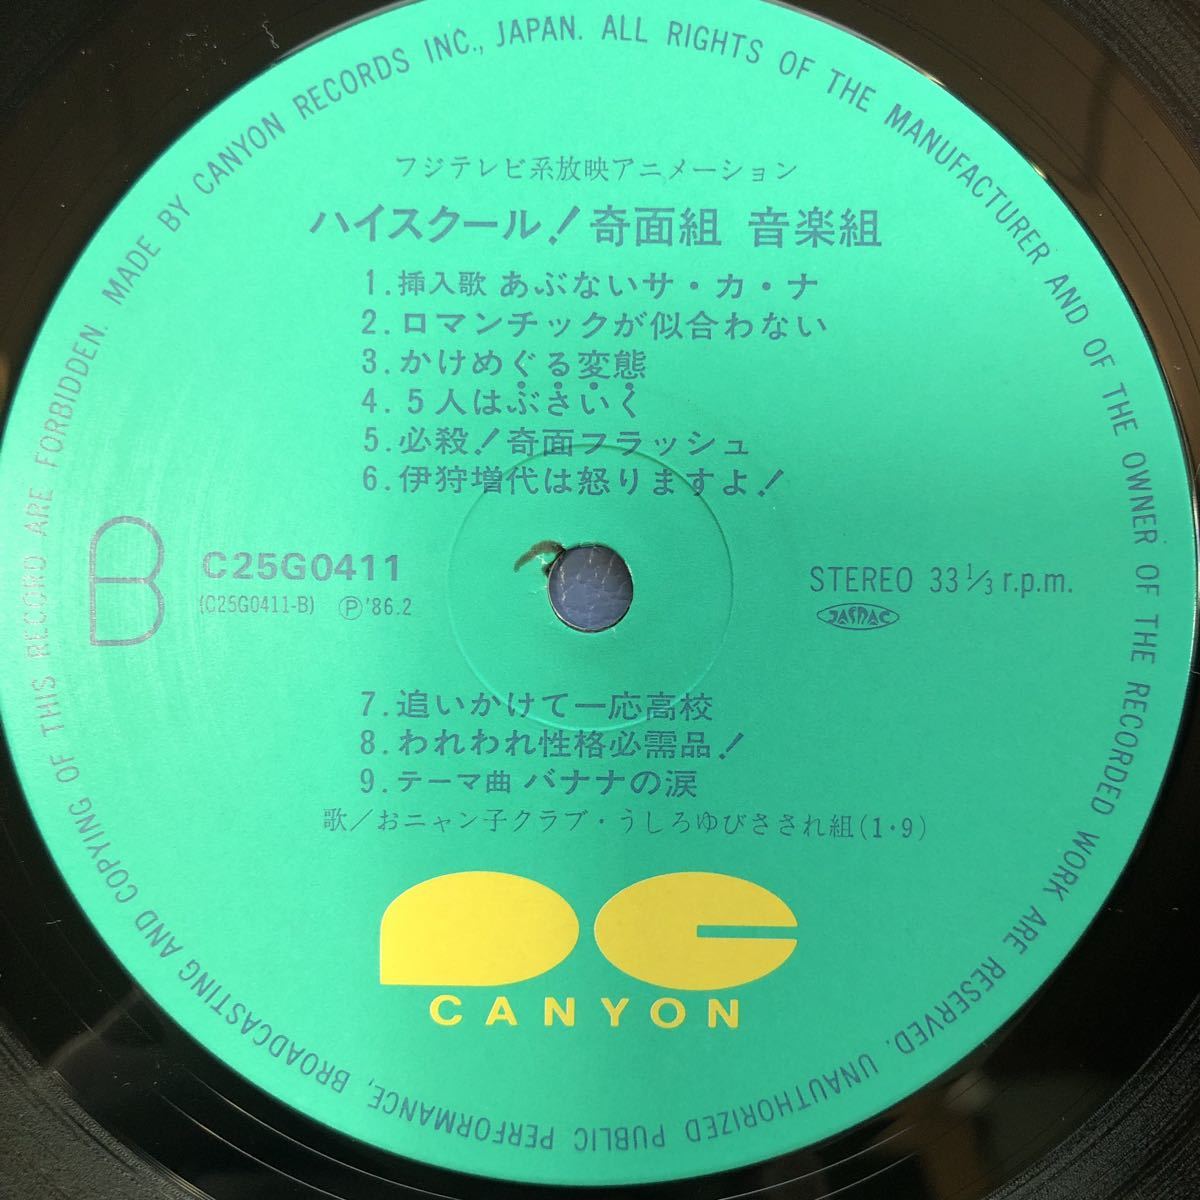 MADE BY CANYON RECORDS INC., JAPAN. ALL RIGHTS OF THE MANUFACTURER AND OF THE OWNER OF THE RECORDED WORK ARE RESERVED. UNAUTHORIZED PUBLIC PERFORMANCE, BROADCASTING AND COPYING OF THIS RECORD ARE FORBIDDEN.
フジテレビ系放映アニメーション
ハイスクール!奇面組 音楽組
1.挿入歌 あぶないサ・カ・ナ
2.ロマンチックが似合わない
3.かけめぐる変態
4.5人はぶさいく
5.必殺!奇面フラッシュ
6.伊狩増代は怒りますよ!
B
C25G0411
(C25G0411-B) Ⓟ'86.2
STEREO 33 1/3 r.p.m.
JASRAC
7.追いかけて一応高校
8.われわれ性格必需品!
9.テーマ曲 バナナの涙
歌/おニャン子クラブ・うしろゆびさされ組(1・9)
PC
CANYON